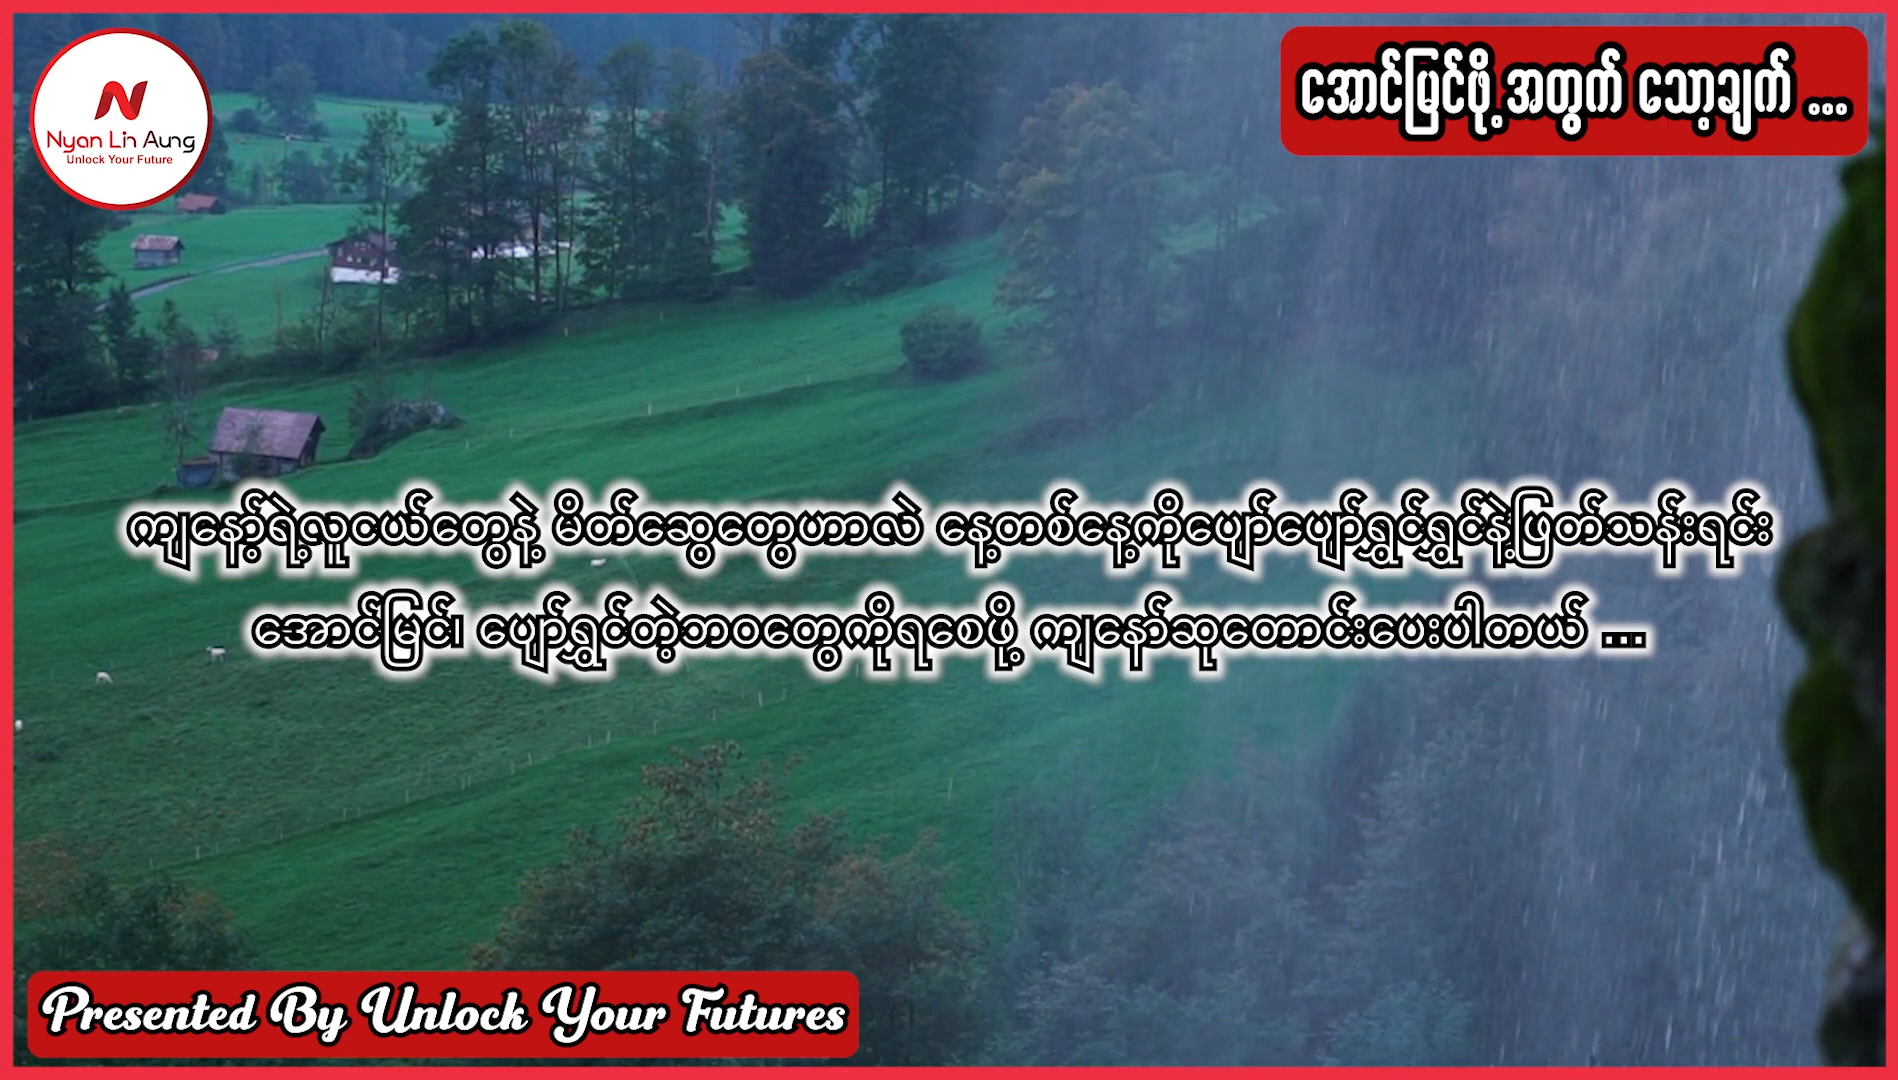 Nyan Lin Aung
Unlock Your Future
အောင်မြင်ဖို့ အတွက် သော့ချက် ...
ကျနော့်ရဲ့လူငယ်တွေနဲ့ မိတ်ဆွေတွေဟာလဲ နေ့တစ်နေ့ကိုပျော်ပျော်ရွှင်ရွှင်နဲ့ဖြတ်သန်းရင်း
အောင်မြင်၊ ပျော်ရွှင်တဲ့ဘဝတွေကိုရစေဖို့ ကျနော်ဆုတောင်းပေးပါတယ် ...
Presented By Unlock Your Futures